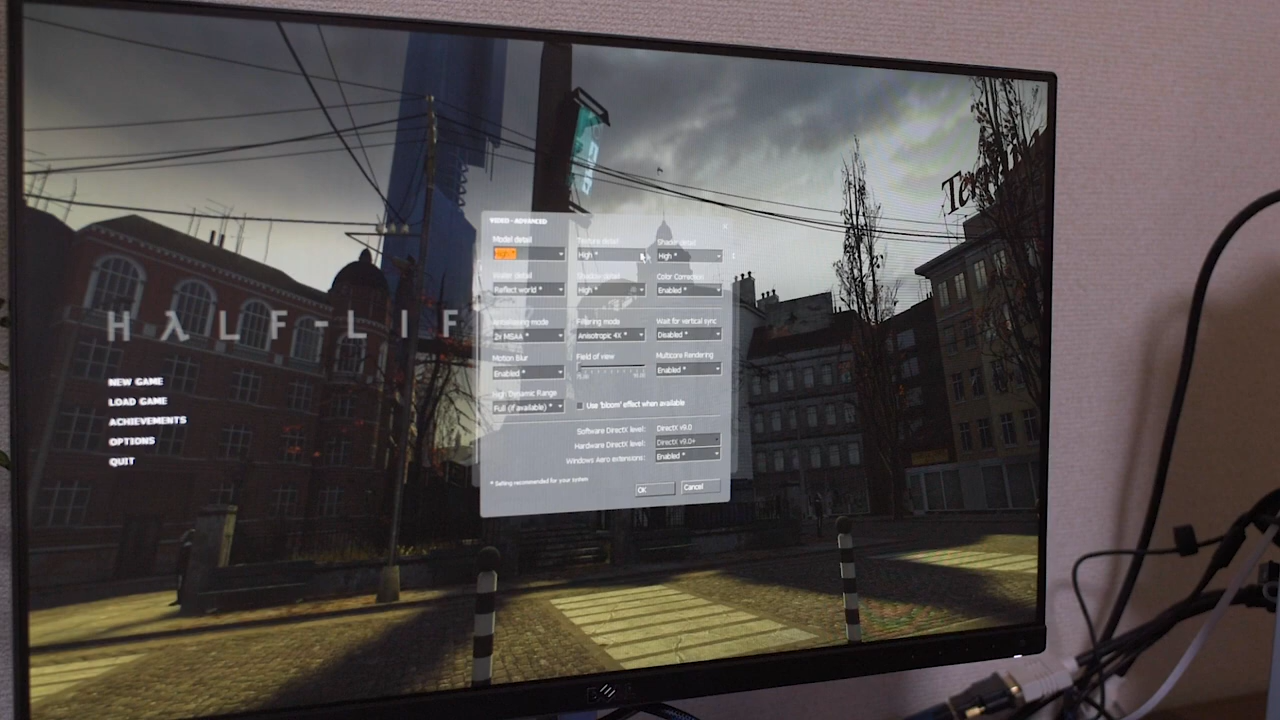 HλLF-LIF
NEW GAME
LOAD GAME
ACHIEVEMENTS
OPTIONS
QUIT
VIDEO - ADVANCED
Model detail
High *
Texture detail
High *
Shader detail
High *
Water detail
Reflect world *
Shadow detail
High *
Color Correction
Enabled *
Antialiasing mode
2x MSAA *
Filtering mode
Anisotropic 4X *
Wait for vertical sync
Disabled *
Motion Blur
Enabled *
Field of view
Multicore Rendering
Enabled *
High Dynamic Range
Full (if available) *
Use 'bloom' effect when available
Software DirectX level:
DirectX v9.0
Hardware DirectX level:
DirectX v9.0+
Windows Aero extensions:
Enabled *
* Setting recommended for your system
OK
Cancel
DELL